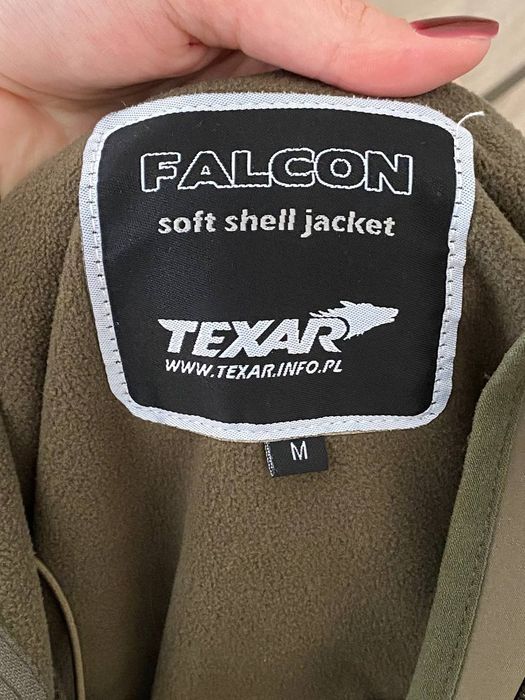 FALCON
soft shell jacket
TEXAR
WWW.TEXAR.INFO.PL
M